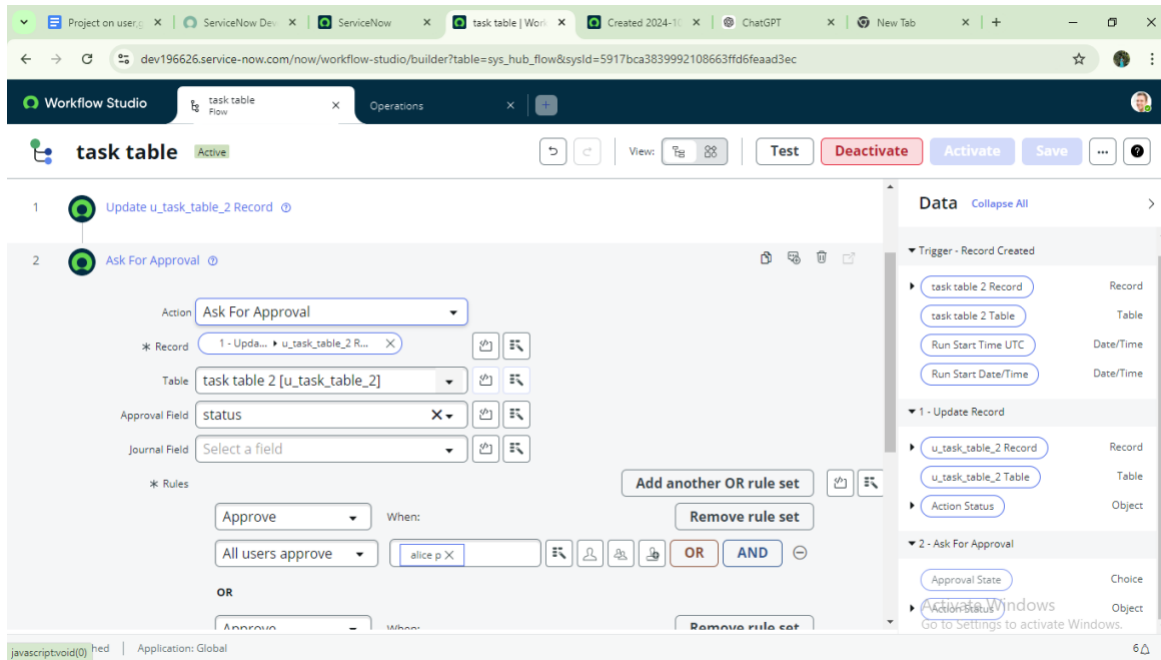 Project on user,g
ServiceNow Dev
ServiceNow
task table | Work
Created 2024-10
ChatGPT
New Tab
dev196626.service-now.com/now/workflow-studio/builder?table=sys_hub_flow&sysId=5917bca3839992108663ffd6feaad3ec
Workflow Studio
task table
Flow
Operations
task table
Active
View:
Test
Deactivate
Activate
Save
1
Update u_task_table_2 Record
2
Ask For Approval
Action
Ask For Approval
* Record
1 - Upda... ▸ u_task_table_2 R...
Table
task table 2 [u_task_table_2]
Approval Field
status
Journal Field
Select a field
* Rules
Add another OR rule set
Approve
When:
Remove rule set
All users approve
alice p
OR
AND
OR
Approve
When:
Remove rule set
Data
Collapse All
Trigger - Record Created
task table 2 Record
Record
task table 2 Table
Table
Run Start Time UTC
Date/Time
Run Start Date/Time
Date/Time
1 - Update Record
u_task_table_2 Record
Record
u_task_table_2 Table
Table
Action Status
Object
2 - Ask For Approval
Approval State
Choice
Action Status
Object
Activate Windows
Go to Settings to activate Windows.
javascript:void(0)
hed
Application: Global
6